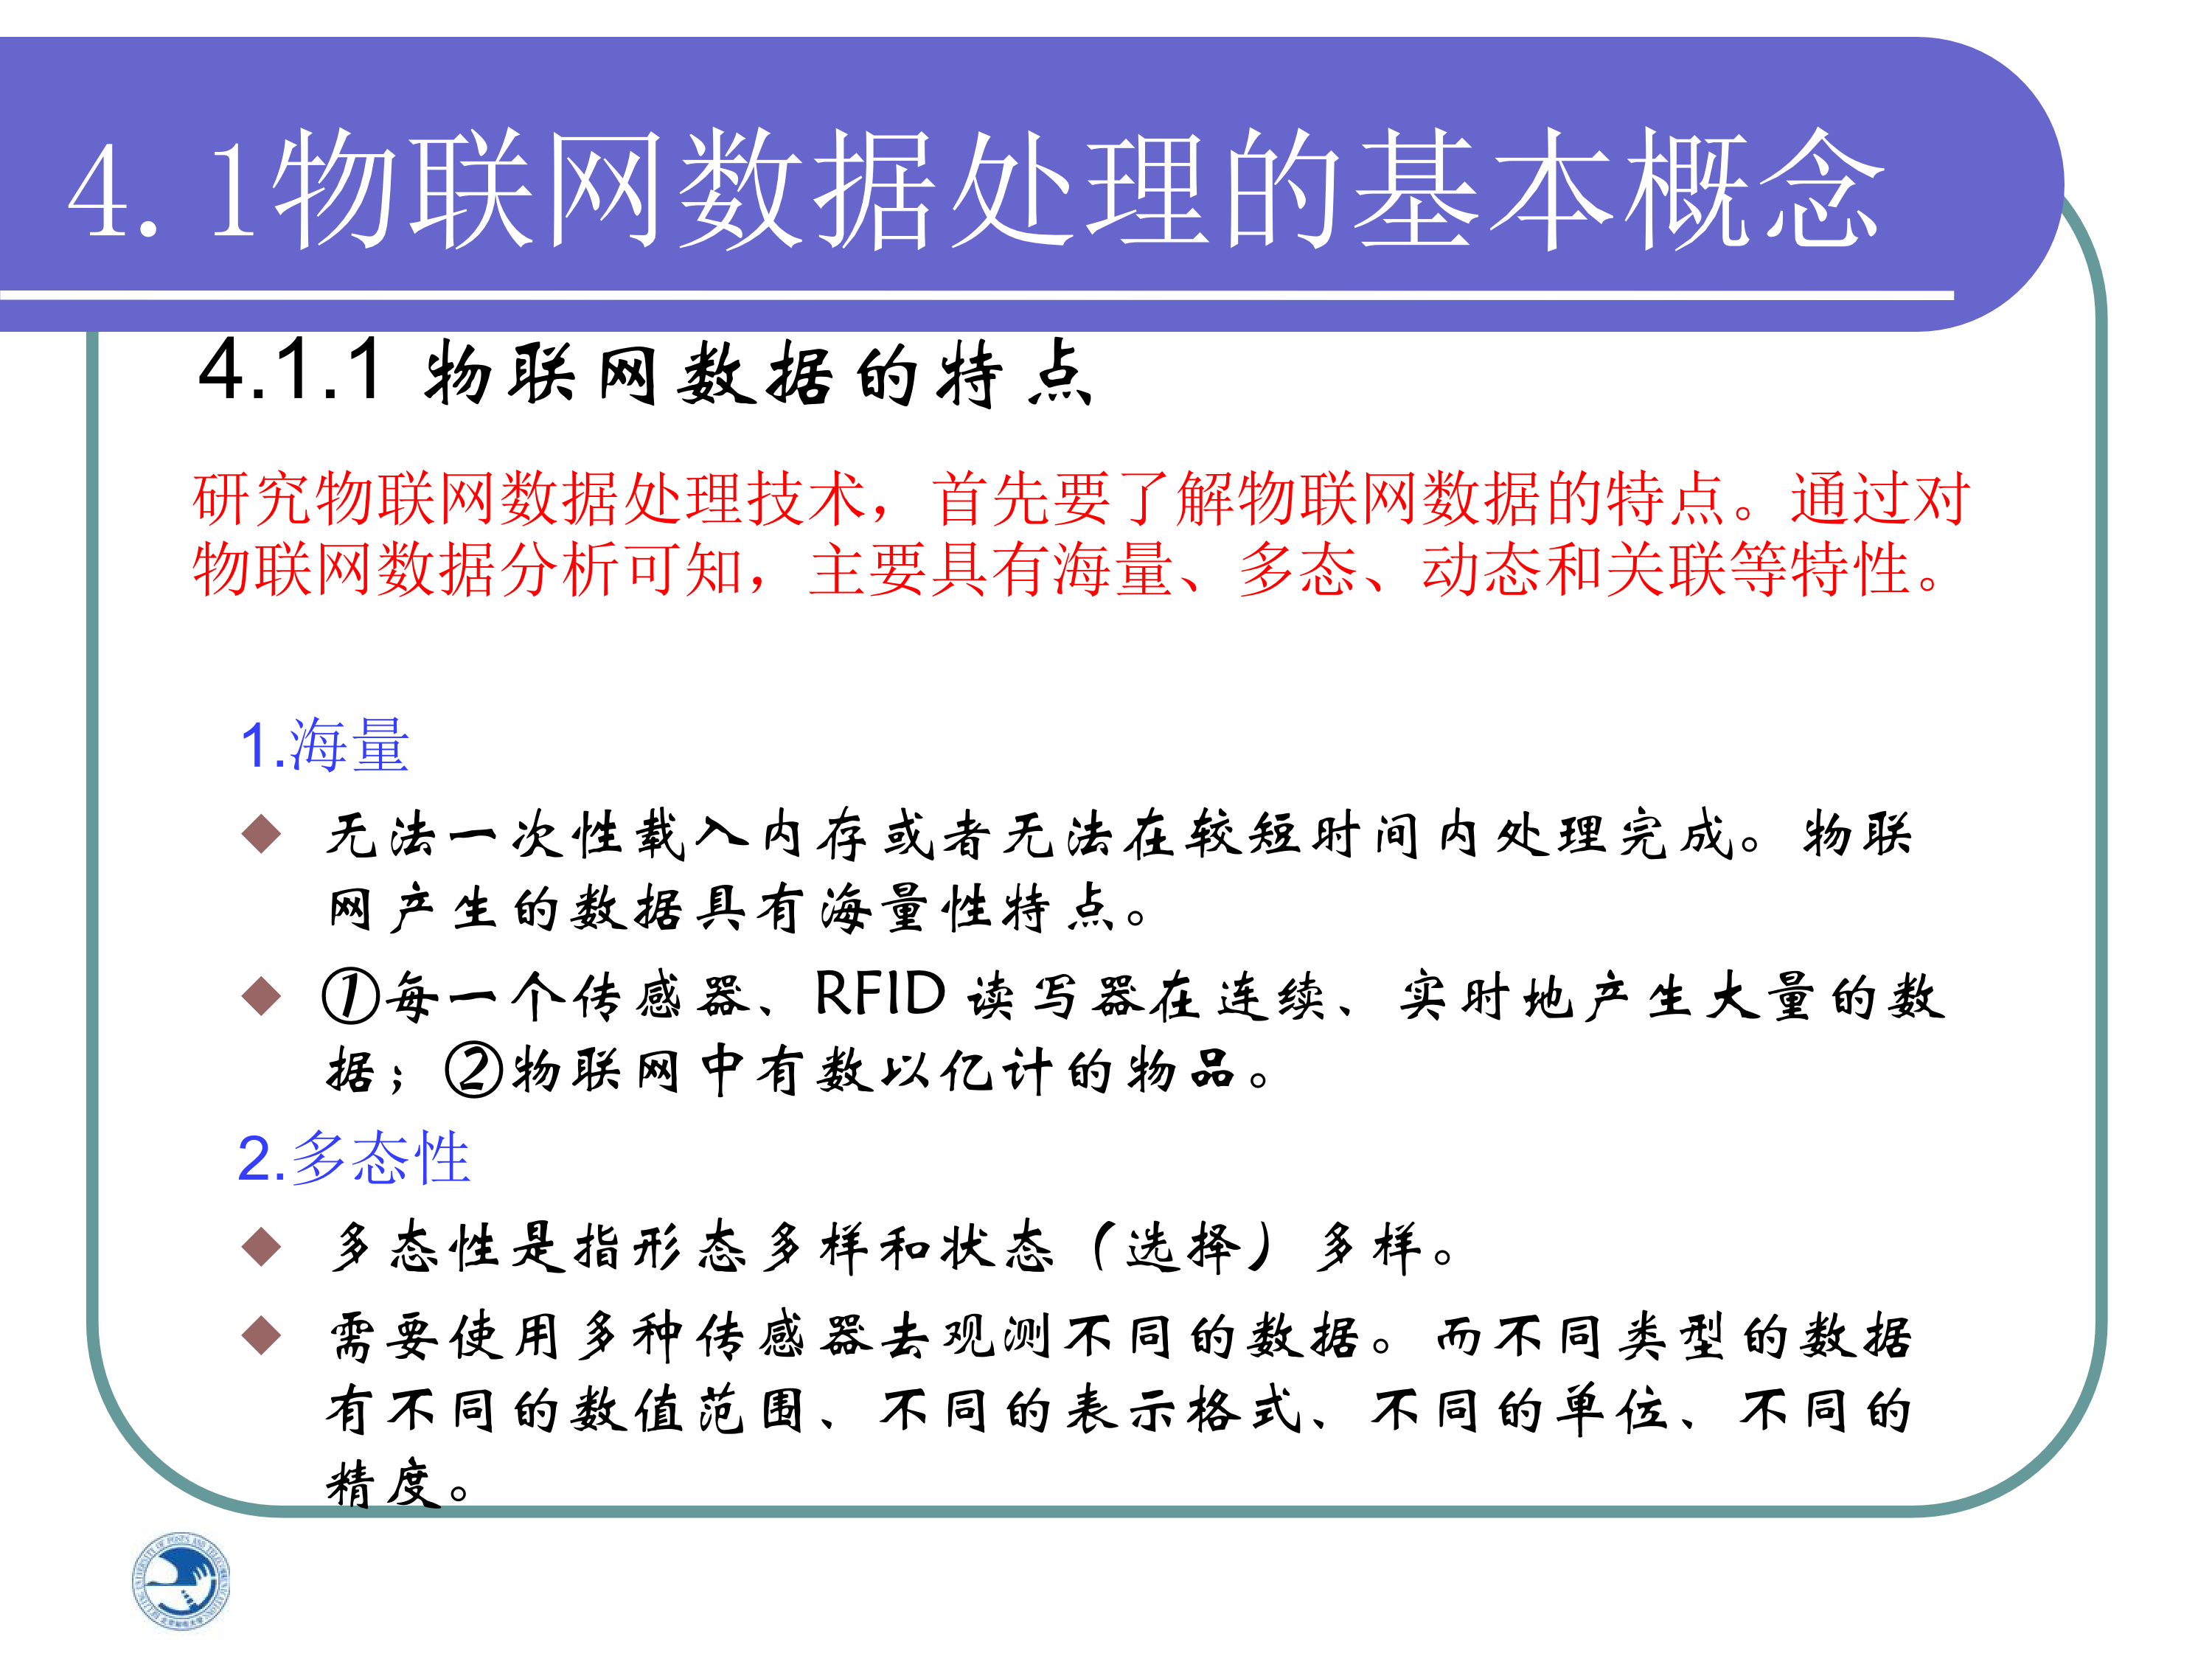 4.1物联网数据处理的基本概念
4.1.1 物联网数据的特点
研究物联网数据处理技术，首先要了解物联网数据的特点。通过对
物联网数据分析可知，主要具有海量、多态、动态和关联等特性。
1.海量
无法一次性载入内存或者无法在较短时间内处理完成。物联
网产生的数据具有海量性特点。
①每一个传感器、RFID 读写器在连续、实时地产生大量的数
据；②物联网中有数以亿计的物品。
2.多态性
多态性是指形态多样和状态（选择）多样。
需要使用多种传感器去观测不同的数据。而不同类型的数据
有不同的数值范围、不同的表示格式、不同的单位、不同的
精度。